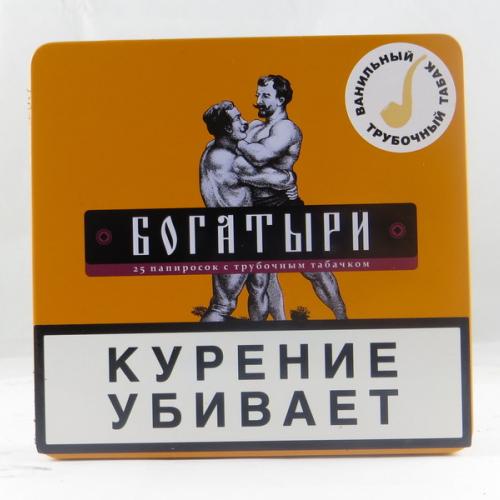 ВАНИЛЬНЫЙ
ТРУБОЧНЫЙ ТАБАК
БОГАТЫРИ
25 папиросок с трубочным табачком
КУРЕНИЕ
УБИВАЕТ